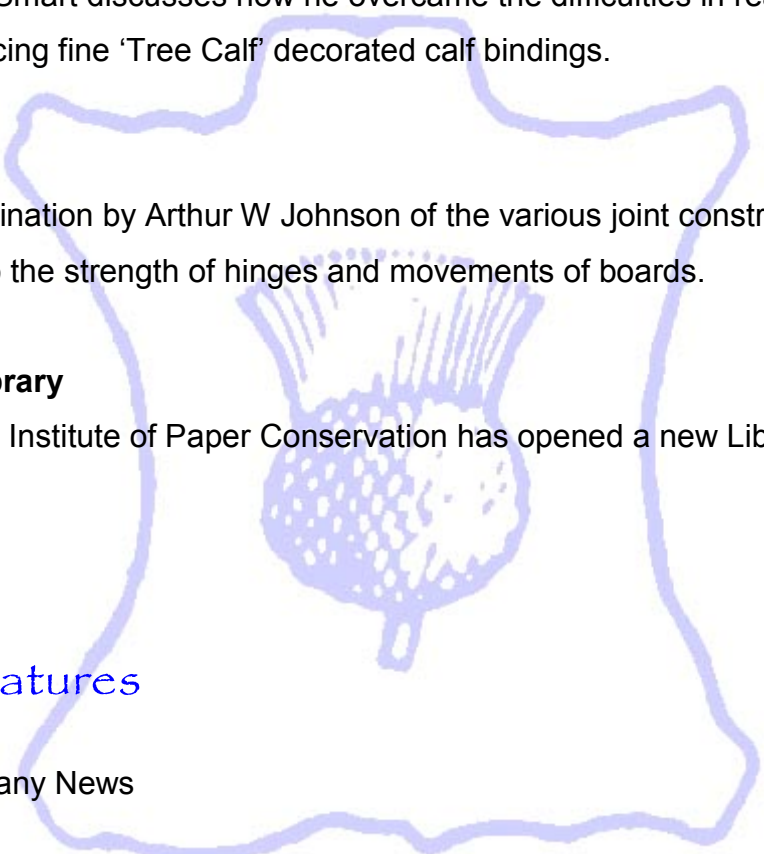 Smart discusses how he overcame the difficulties in
cing fine ‘Tree Calf’ decorated calf bindings.
ination by Arthur W Johnson of the various joint constr
the strength of hinges and movements of boards.
brary
Institute of Paper Conservation has opened a new Lib
atures
any News